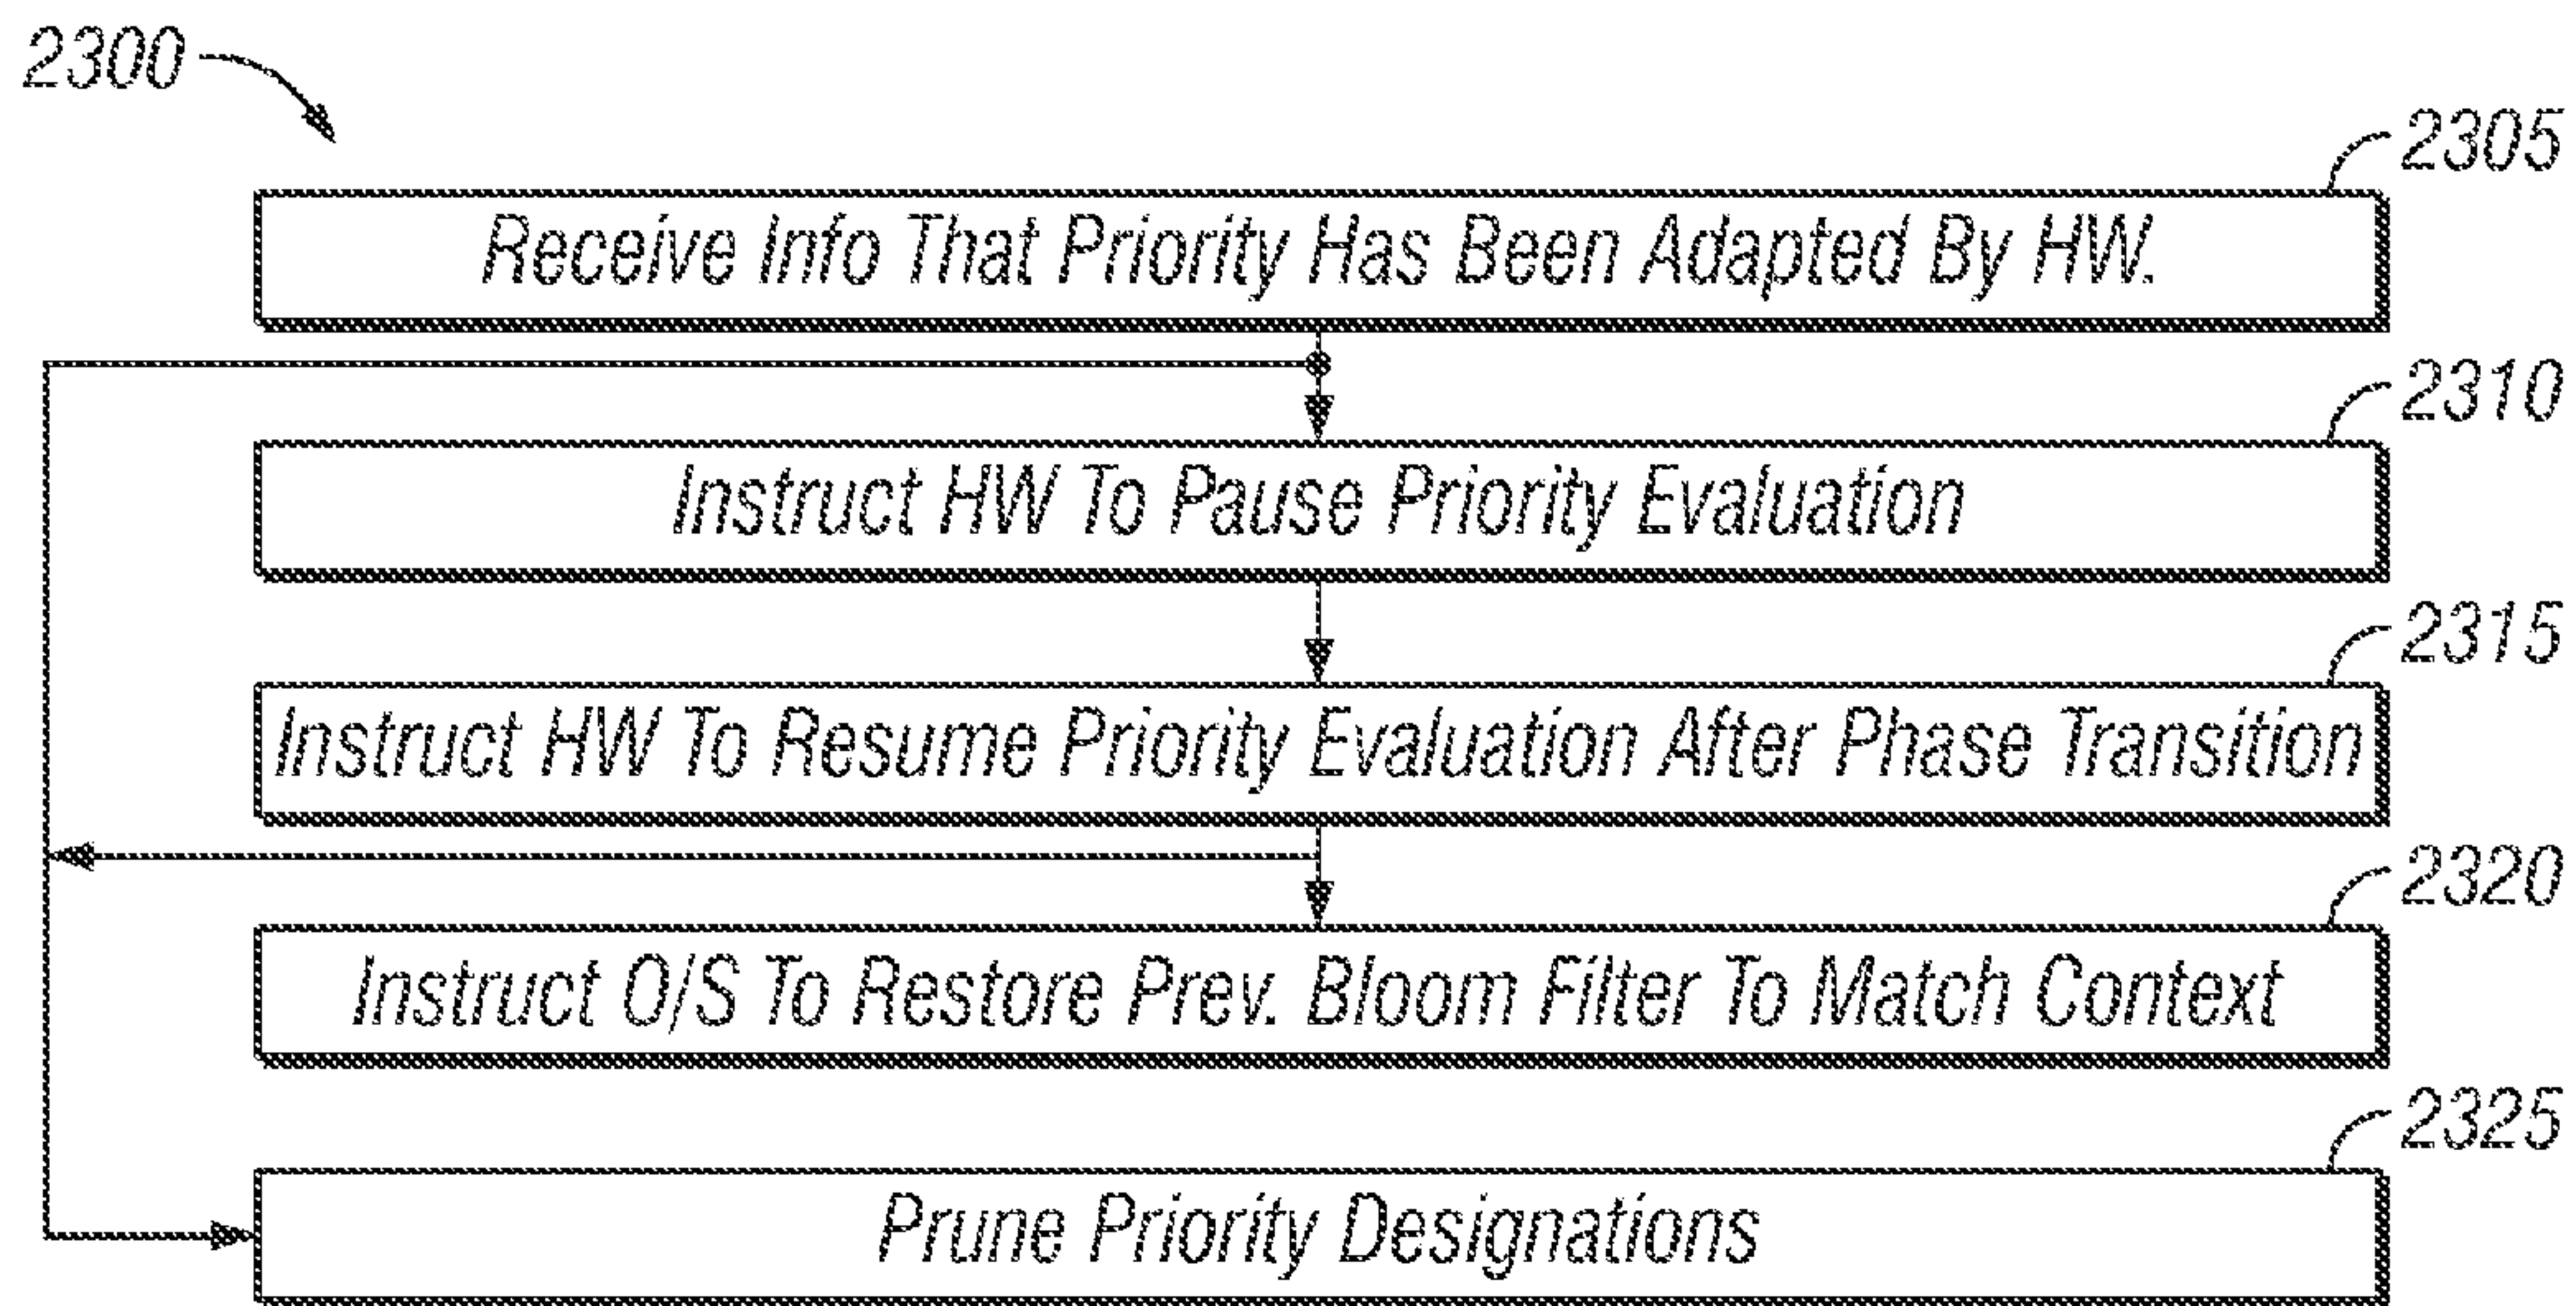 2300
2305
Receive Info That Priority Has Been Adapted By HW.
2310
Instruct HW To Pause Priority Evaluation
2315
Instruct HW To Resume Priority Evaluation After Phase Transition
2320
Instruct O/S To Restore Prev. Bloom Filter To Match Context
2325
Prune Priority Designations